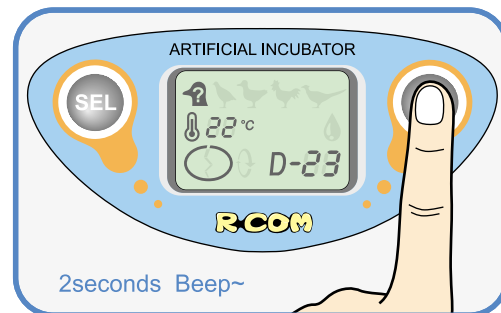 ARTIFICIAL INCUBATOR
SEL
?
22 °C
D-23
R-COM
2seconds Beep~